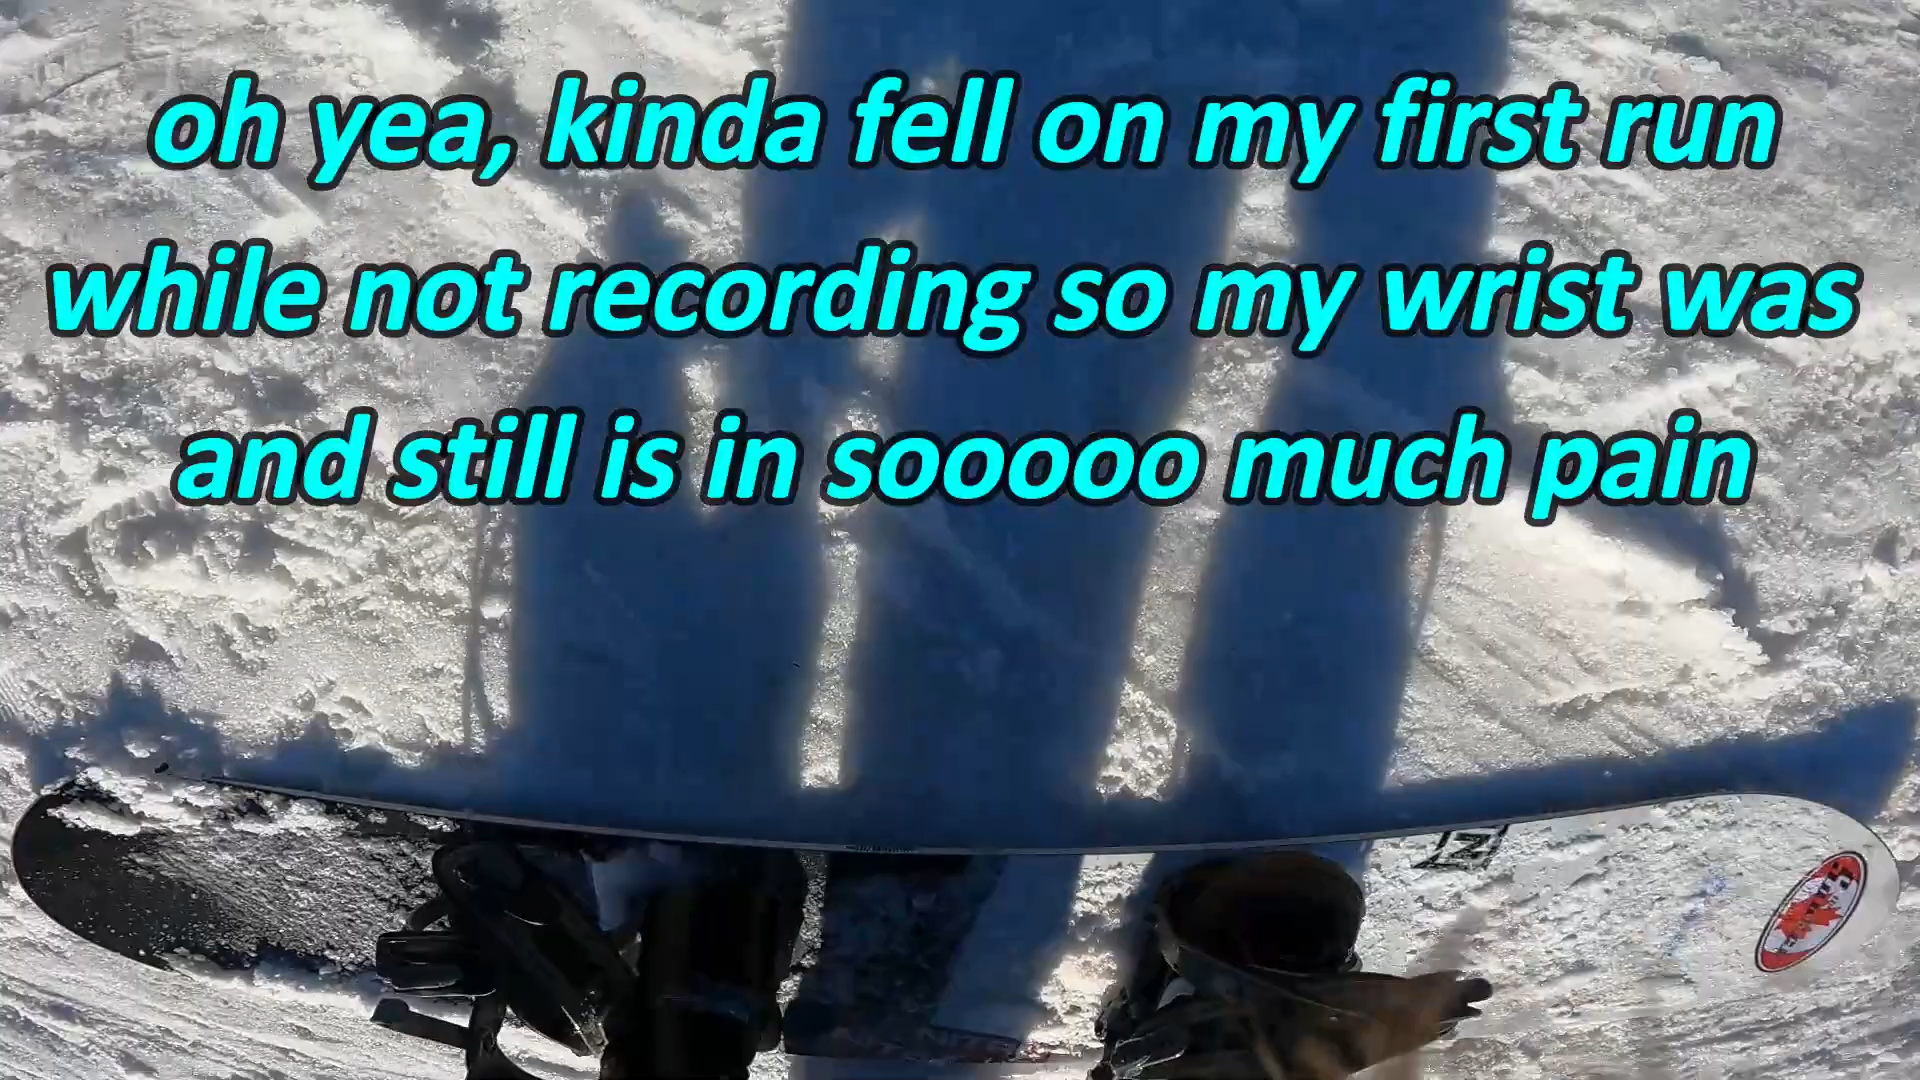 oh yea, kinda fell on my first run
while not recording so my wrist was
and still is in sooooo much pain